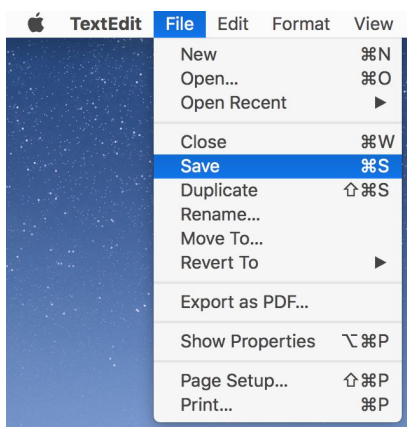 TextEdit File Edit Format View
New ⌘N
Open... ⌘O
Open Recent ▶
Close ⌘W
Save ⌘S
Duplicate ⇧⌘S
Rename...
Move To...
Revert To ▶
Export as PDF...
Show Properties ⌥⌘P
Page Setup... ⇧⌘P
Print... ⌘P